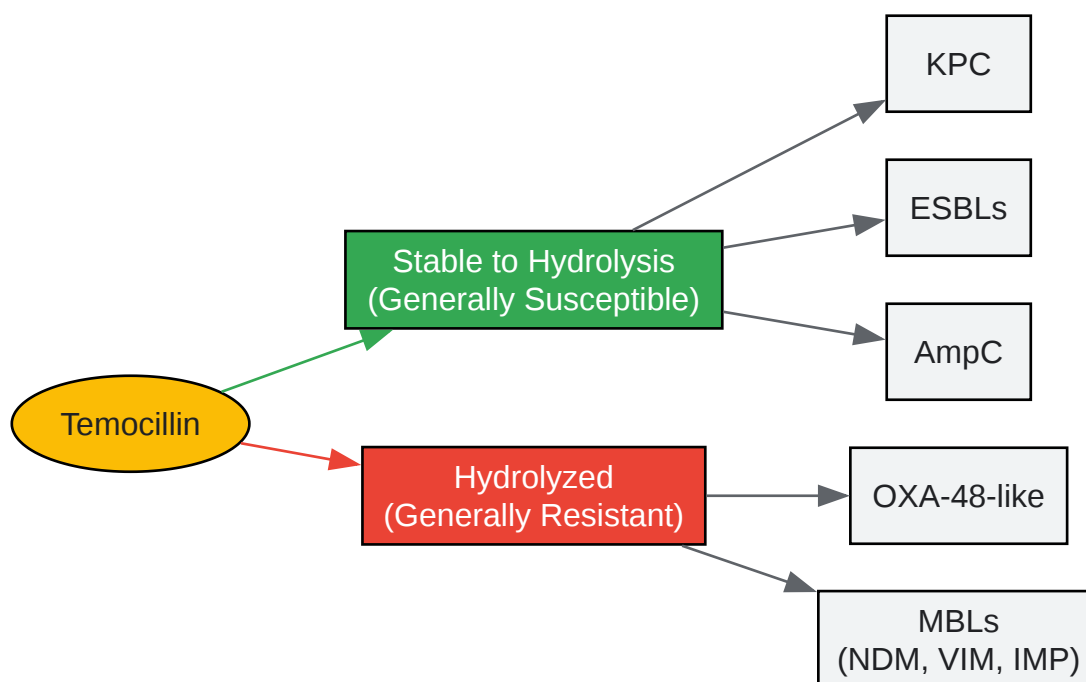 KPC
ESBLs
Stable to Hydrolysis
(Generally Susceptible)
AmpC
Temocillin
Hydrolyzed
(Generally Resistant)
OXA-48-like
MBLs
(NDM, VIM, IMP)